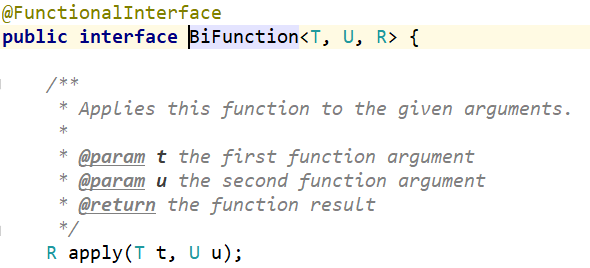 @FunctionalInterface
public interface BiFunction<T, U, R> {
/**
* Applies this function to the given arguments.
*
* @param t the first function argument
* @param u the second function argument
* @return the function result
*/
R apply(T t, U u);